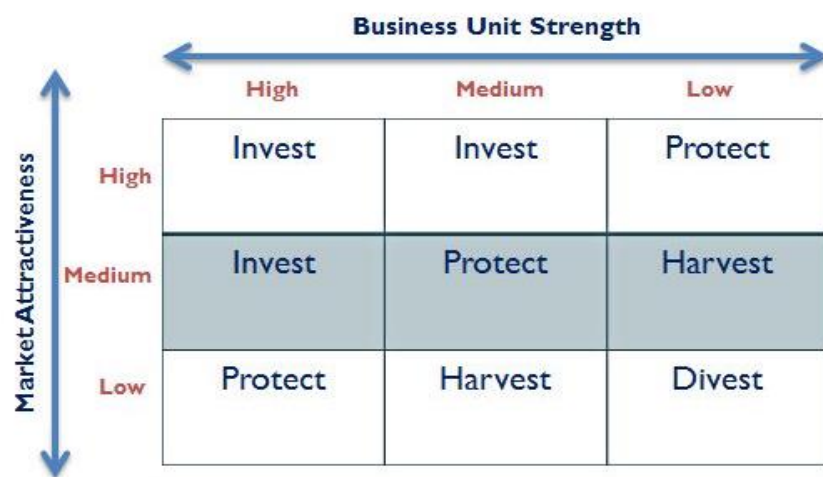 Business Unit Strength
High Medium Low
Market Attractiveness
High Invest Invest Protect
Medium Invest Protect Harvest
Low Protect Harvest Divest